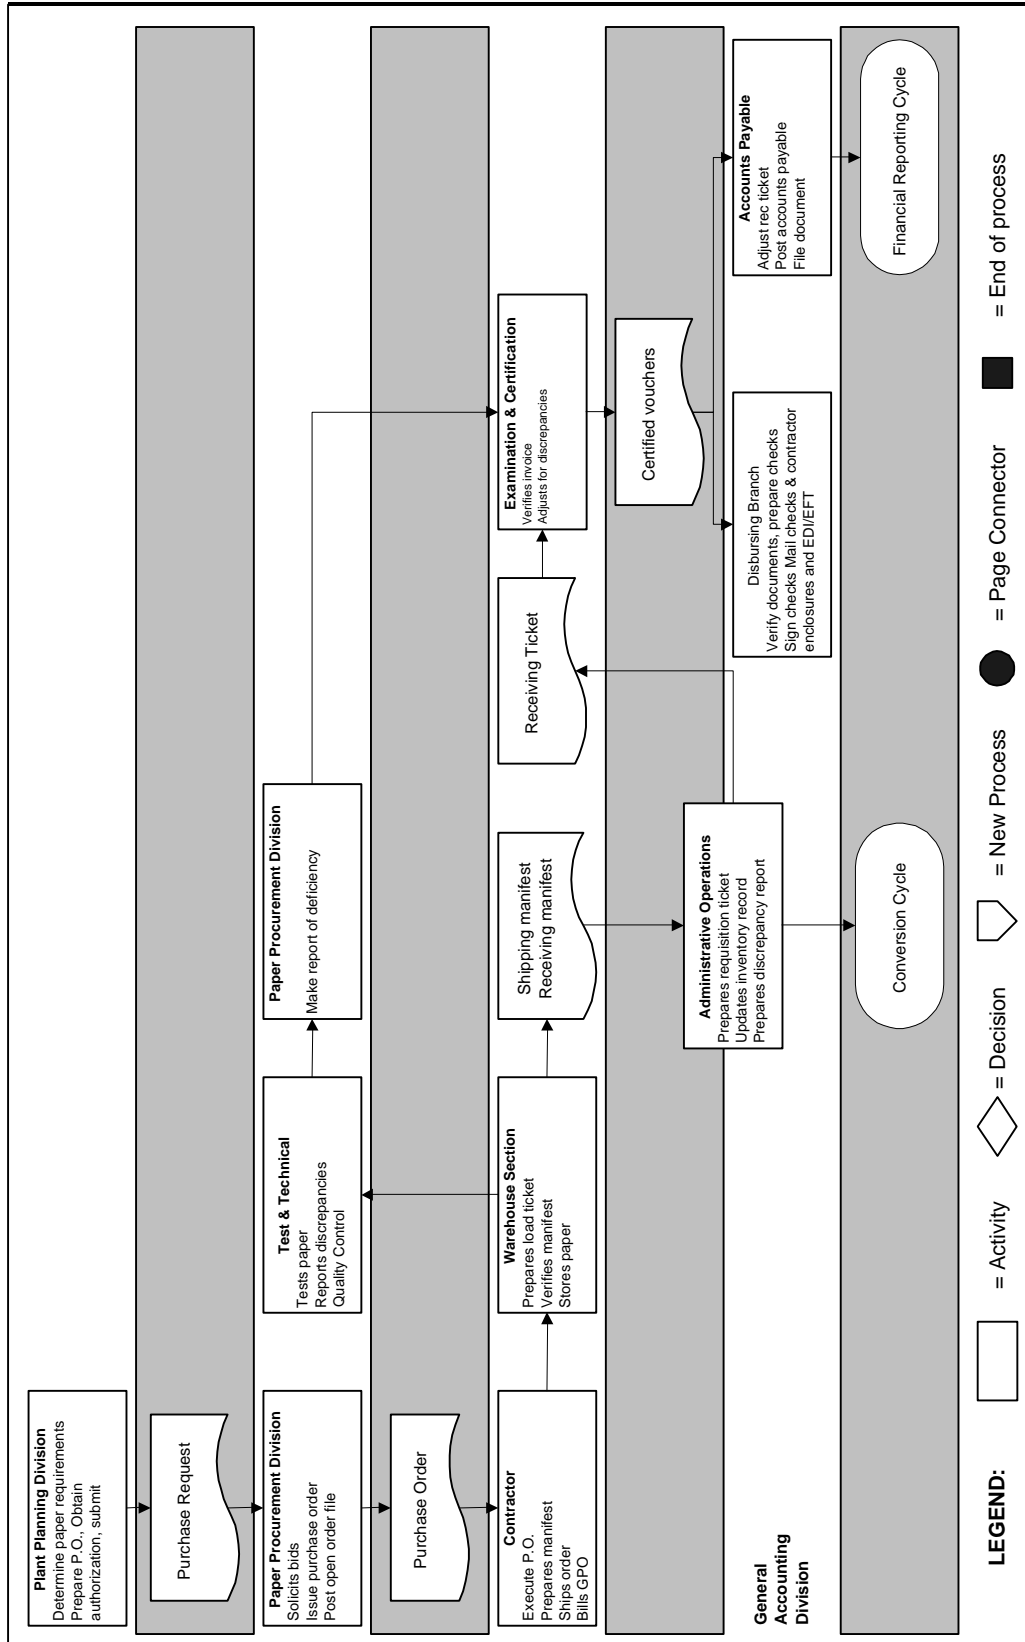 Plant Planning Division
Determine paper requirements
Prepare P.O., Obtain
authorization, submit
Purchase Request
Paper Procurement Division
Solicits bids
Issue purchase order
Post open order file
Purchase Order
Contractor
Execute P.O.
Prepares manifest
Ships order
Bills GPO
Test & Technical
Tests paper
Reports discrepancies
Quality Control
Warehouse Section
Prepares load ticket
Verifies manifest
Stores paper
Paper Procurement Division
Make report of deficiency
Shipping manifest
Receiving manifest
Administrative Operations
Prepares requisition ticket
Updates inventory record
Prepares discrepancy report
Conversion Cycle
Receiving Ticket
Examination & Certification
Verifies invoice
Adjusts for discrepancies
Certified vouchers
Disbursing Branch
Verify documents, prepare checks
Sign checks Mail checks & contractor
enclosures and EDI/EFT
Accounts Payable
Adjust rec ticket
Post accounts payable
File document
Financial Reporting Cycle
General
Accounting
Division
LEGEND:
= Activity
= Decision
= New Process
= Page Connector
= End of process